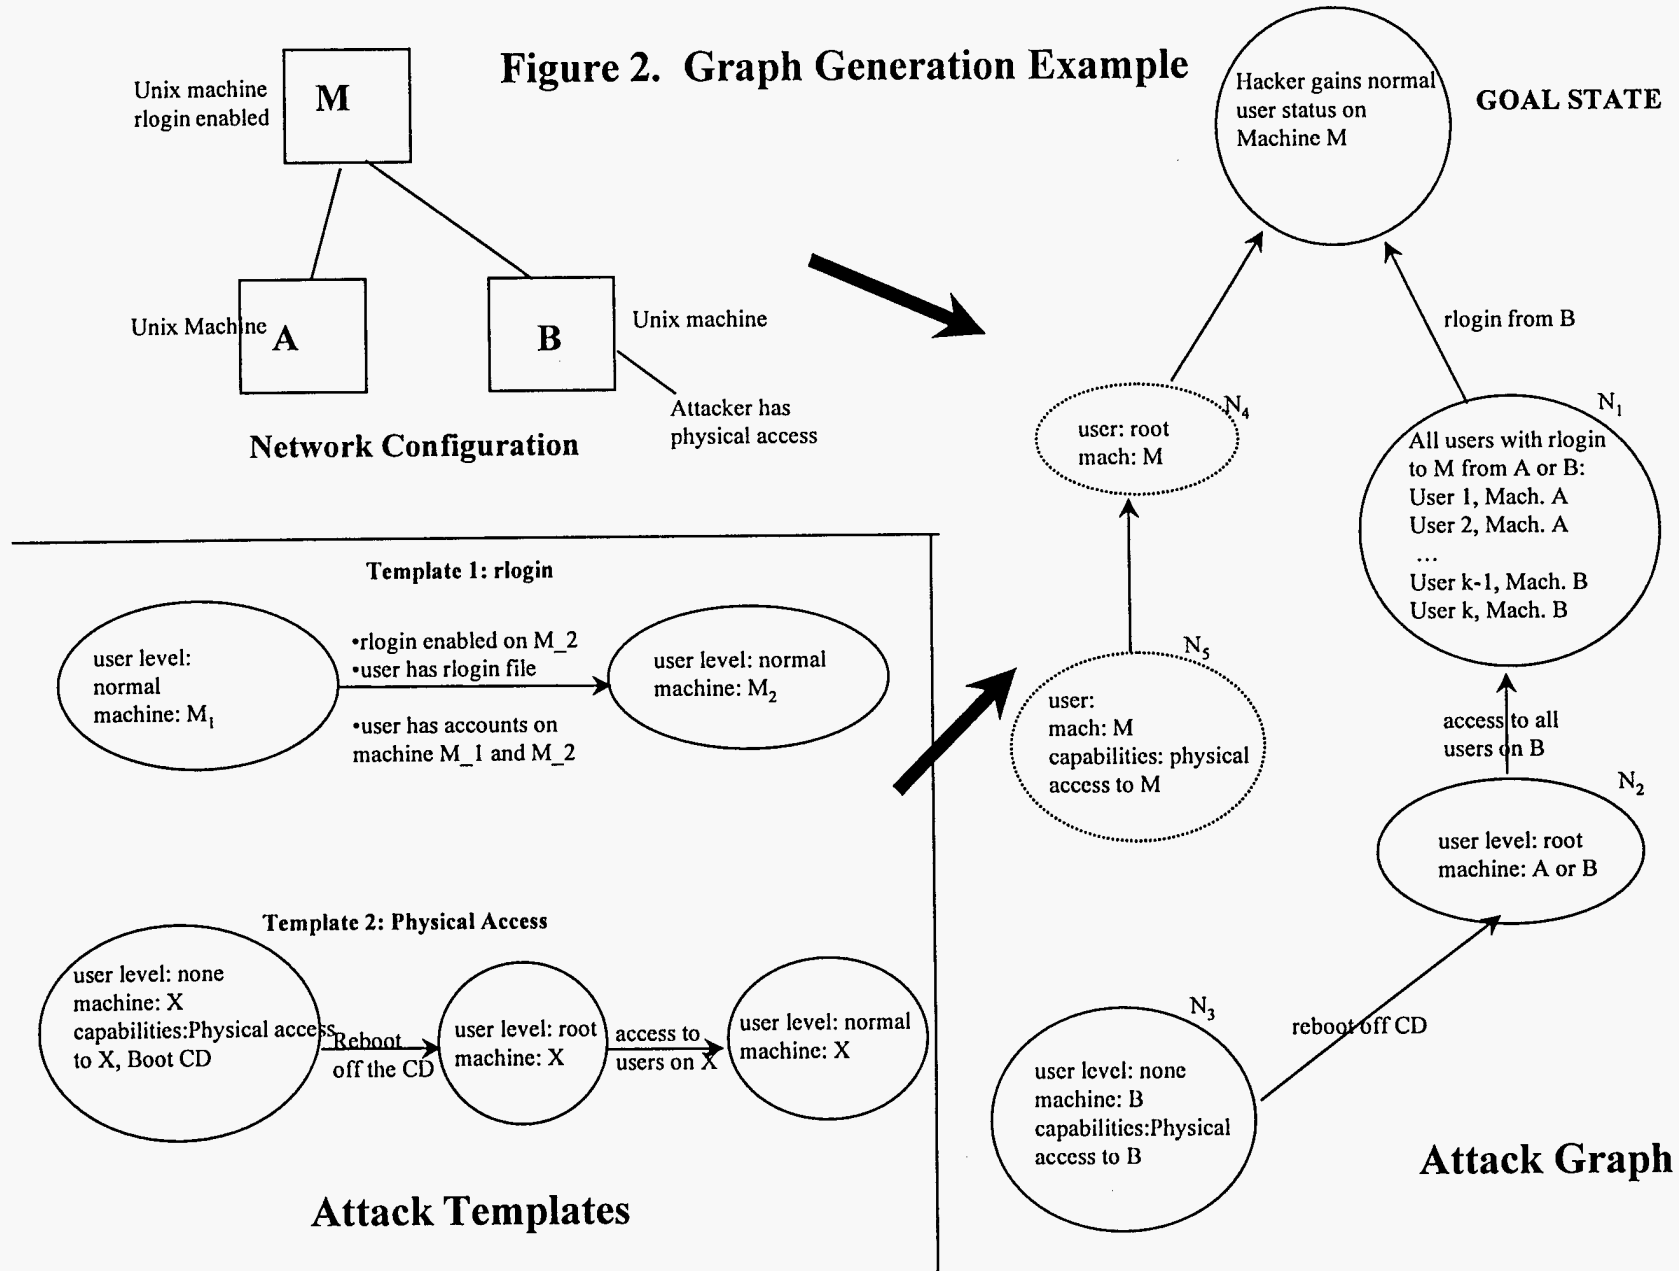 Figure 2. Graph Generation Example
Unix machine
rlogin enabled
M
Unix Machine
A
B
Unix machine
Attacker has
physical access
Network Configuration
Hacker gains normal
user status on
Machine M
GOAL STATE
rlogin from B
N4
user: root
mach: M
N1
All users with rlogin
to M from A or B:
User 1, Mach. A
User 2, Mach. A
...
User k-1, Mach. B
User k, Mach. B
N5
user:
mach: M
capabilities: physical
access to M
access to all
users on B
N2
user level: root
machine: A or B
N3
reboot off CD
user level: none
machine: B
capabilities:Physical
access to B
Attack Graph
Template 1: rlogin
user level:
normal
machine: M1
•rlogin enabled on M_2
•user has rlogin file
•user has accounts on
machine M_1 and M_2
user level: normal
machine: M2
Template 2: Physical Access
user level: none
machine: X
capabilities:Physical access
to X, Boot CD
Reboot
off the CD
user level: root
machine: X
access to
users on X
user level: normal
machine: X
Attack Templates